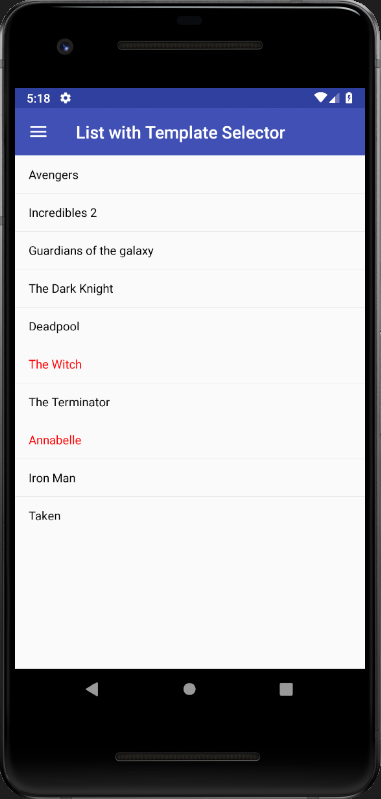 5:18
List with Template Selector
Avengers
Incredibles 2
Guardians of the galaxy
The Dark Knight
Deadpool
The Witch
The Terminator
Annabelle
Iron Man
Taken